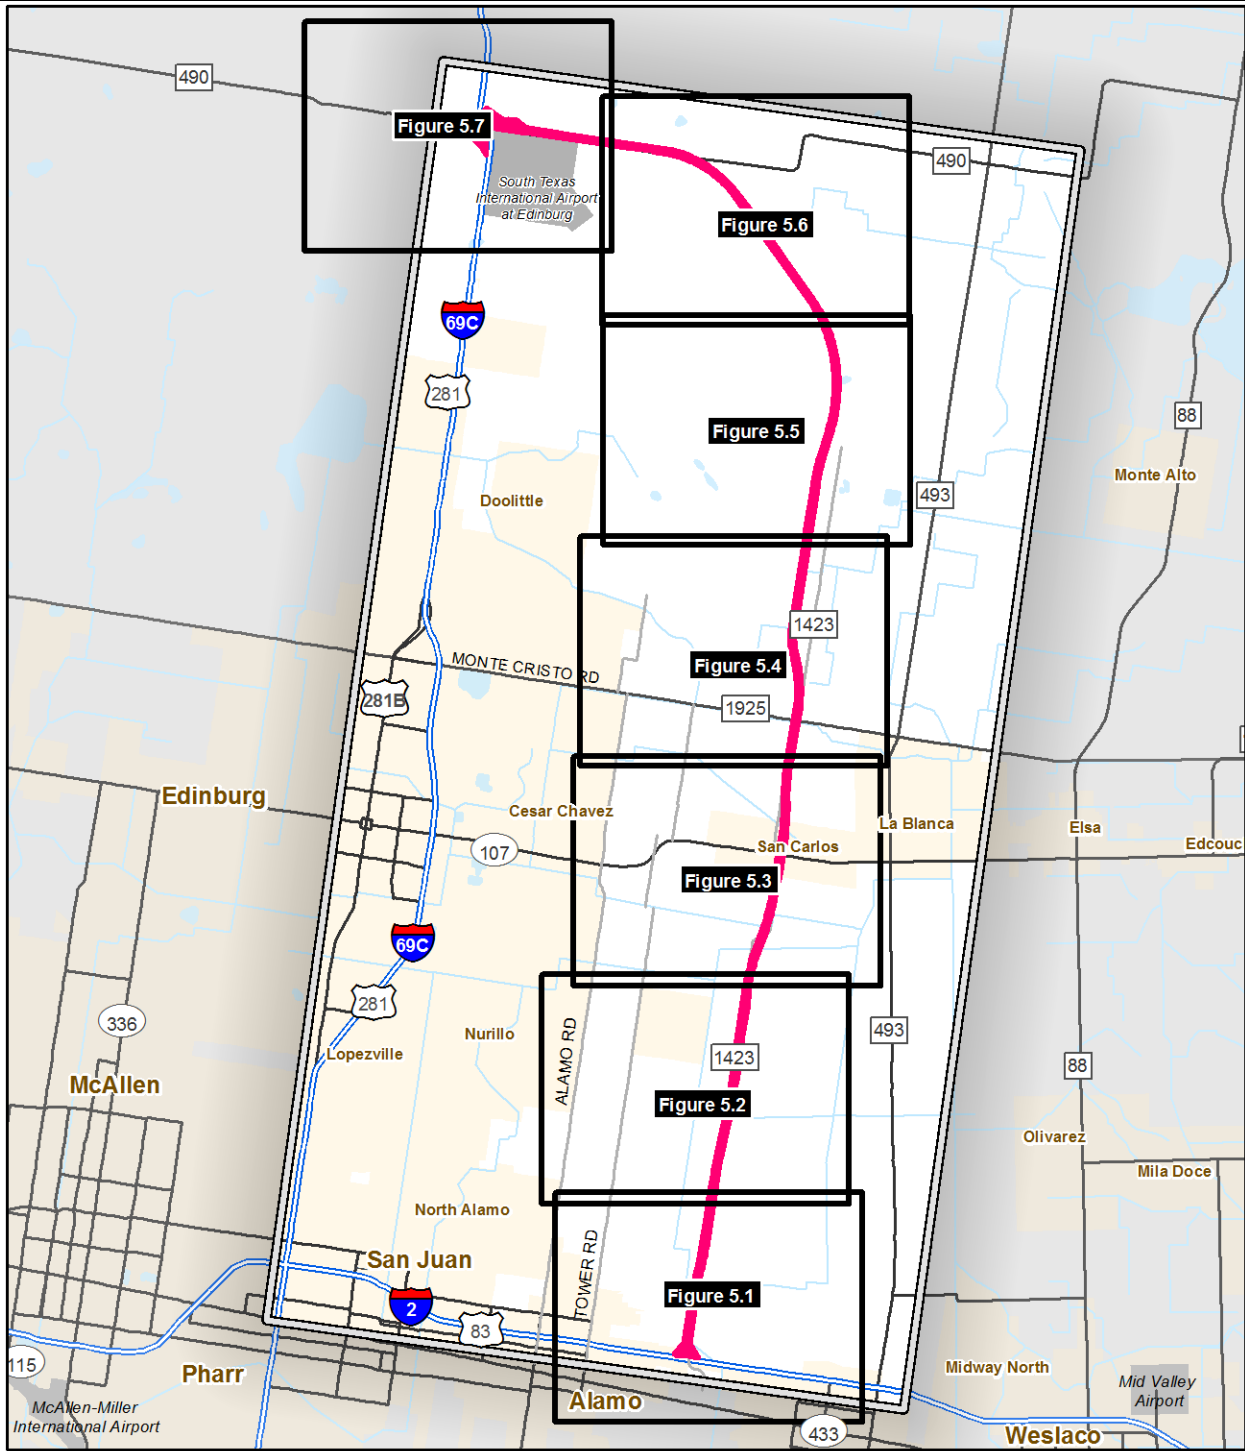 490
Figure 5.7
490
South Texas
International Airport
at Edinburg
Figure 5.6
69C
281
Figure 5.5
88
Monte Alto
493
Doolittle
1423
MONTE CRISTO RD
Figure 5.4
281B
1925
Edinburg
Cesar Chavez
La Blanca
Elsa
San Carlos
Edcouc
107
Figure 5.3
69C
281
336
Nurillo
493
Lopezville
ALAMO RD
1423
88
McAllen
Figure 5.2
Olivarez
Mila Doce
North Alamo
San Juan
TOWER RD
Figure 5.1
2
83
115
Pharr
Midway North
Mid Valley
Airport
Alamo
McAllen-Miller
International Airport
433
Weslaco